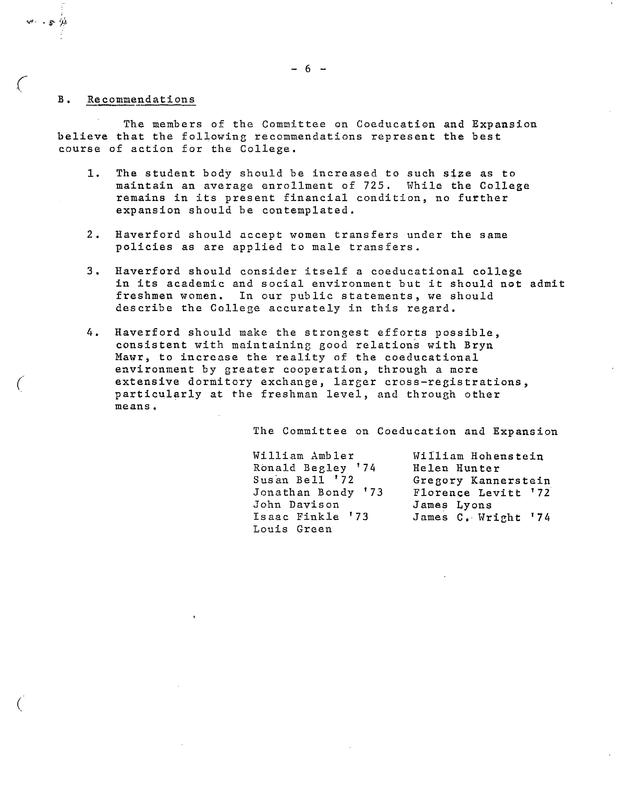 - 6 -
B. Recommendations
The members of the Committee on Coeducation and Expansion
believe that the following recommendations represent the best
course of action for the College.
1. The student body should be increased to such size as to
maintain an average enrollment of 725. While the College
remains in its present financial condition, no further
expansion should be contemplated.
2. Haverford should accept women transfers under the same
policies as are applied to male transfers.
3. Haverford should consider itself a coeducational college
in its academic and social environment but it should not admit
freshmen women. In our public statements, we should
describe the College accurately in this regard.
4. Haverford should make the strongest efforts possible,
consistent with maintaining good relations with Bryn
Mawr, to increase the reality of the coeducational
environment by greater cooperation, through a more
extensive dormitory exchange, larger cross-registrations,
particularly at the freshman level, and through other
means.
The Committee on Coeducation and Expansion
William Ambler
Ronald Begley '74
Susan Bell '72
Jonathan Bondy '73
John Davison
Isaac Finkle '73
Louis Green
William Hohenstein
Helen Hunter
Gregory Kannerstein
Florence Levitt '72
James Lyons
James C. Wright '74